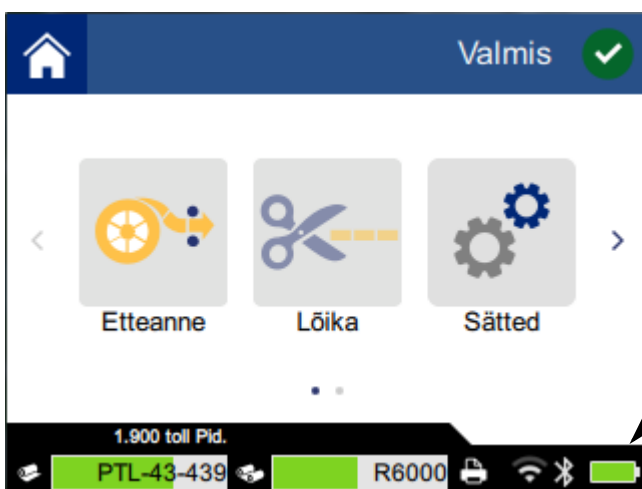 Valmis
Etteanne Lõika Sätted
1.900 toll Pid.
PTL-43-439 R6000